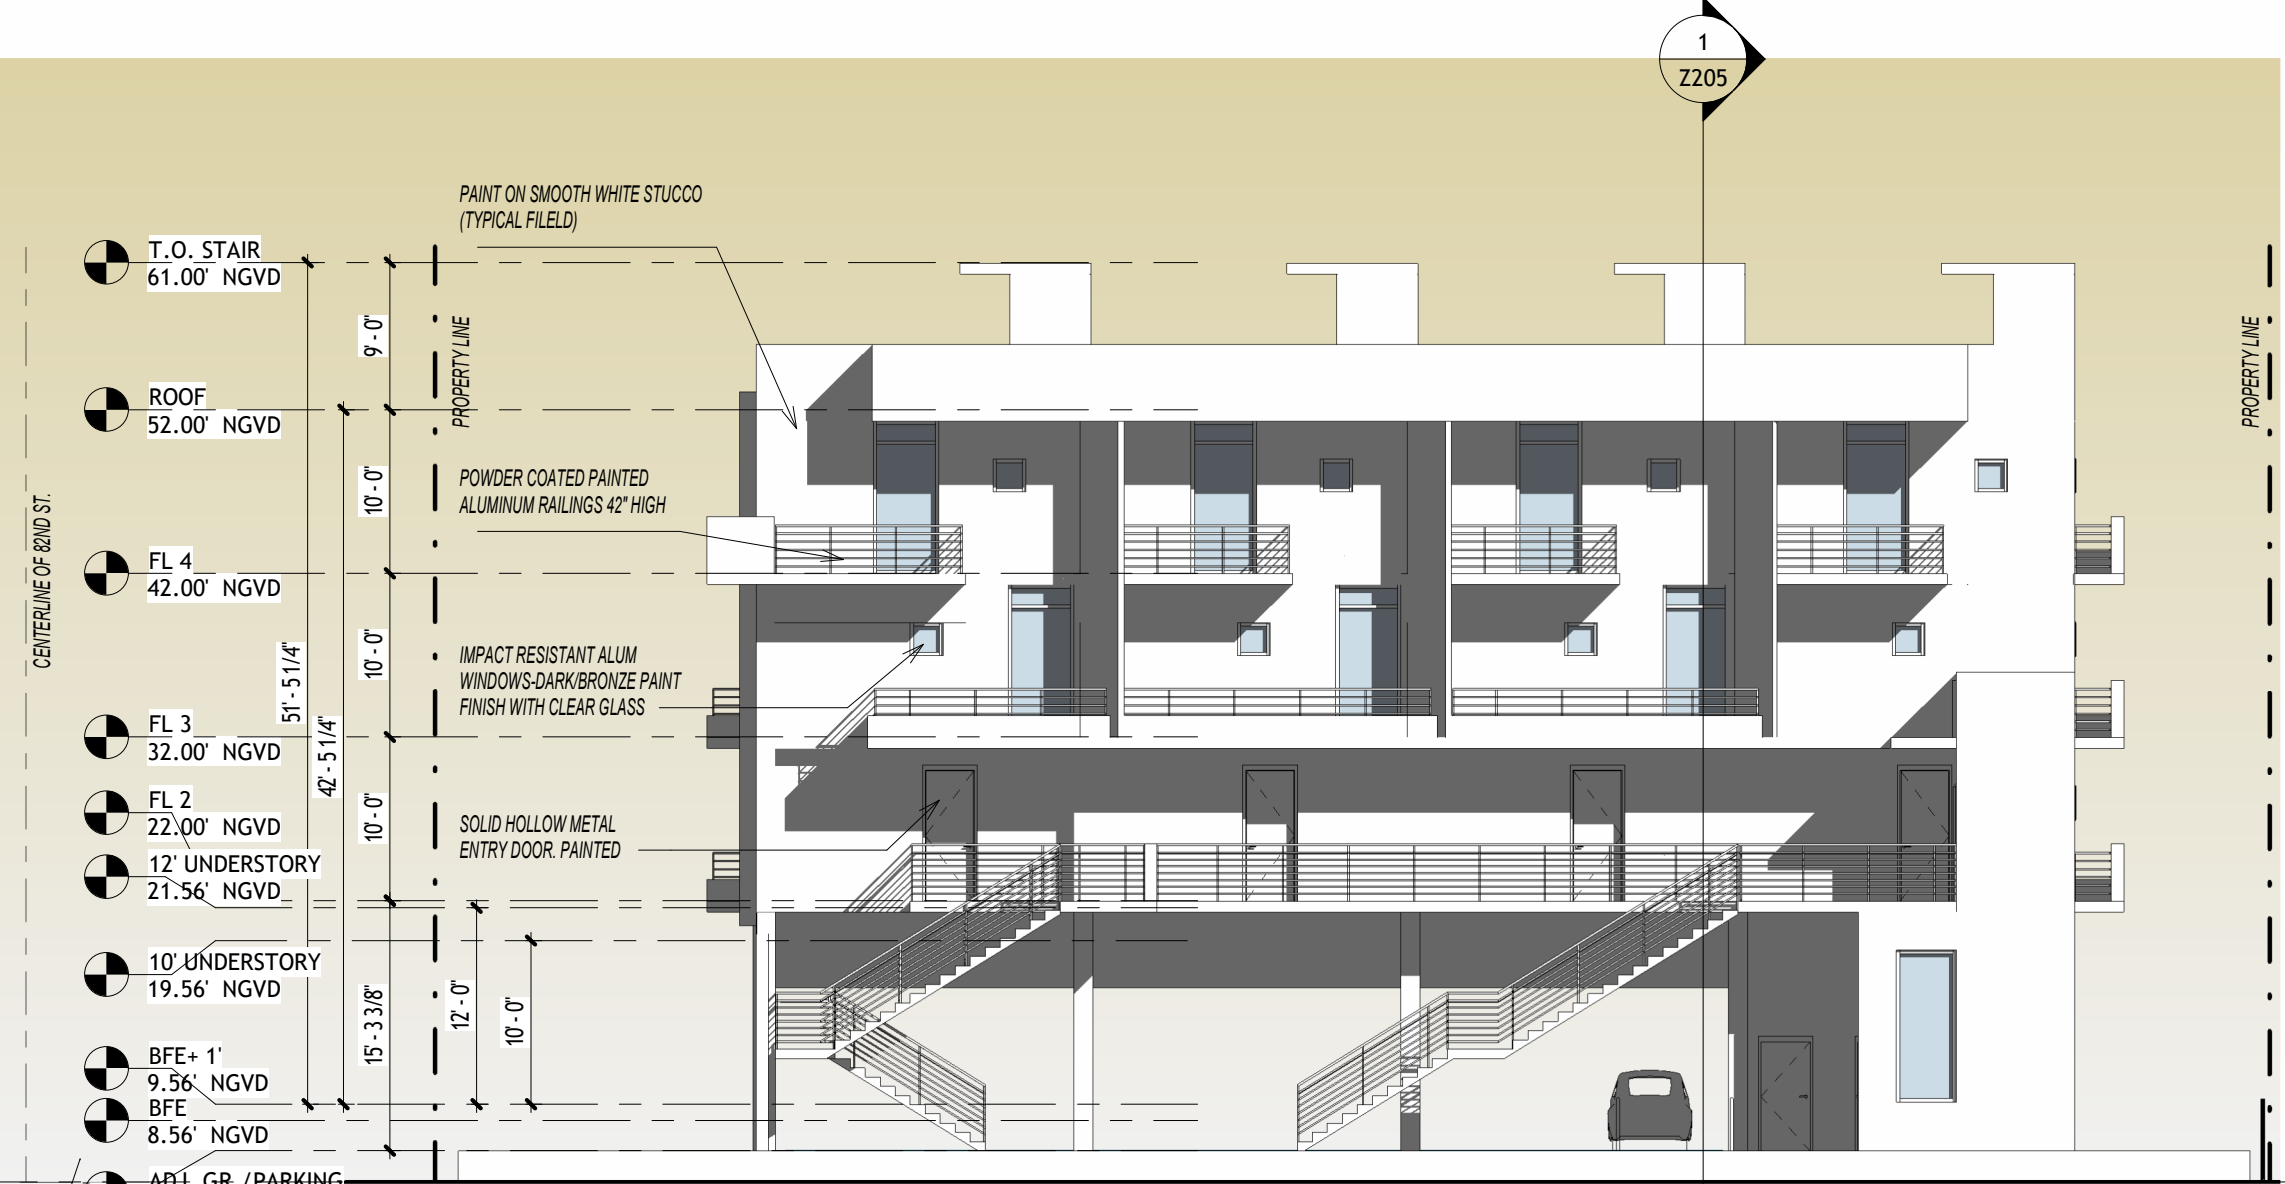 1
Z205
PAINT ON SMOOTH WHITE STUCCO
(TYPICAL FILELD)
T.O. STAIR
61.00' NGVD
9' - 0"
PROPERTY LINE
PROPERTY LINE
ROOF
52.00' NGVD
10' - 0"
POWDER COATED PAINTED
ALUMINUM RAILINGS 42" HIGH
CENTERLINE OF 82ND ST.
FL 4
42.00' NGVD
10' - 0"
51' - 5 1/4"
42' - 5 1/4"
IMPACT RESISTANT ALUM
WINDOWS-DARK/BRONZE PAINT
FINISH WITH CLEAR GLASS
FL 3
32.00' NGVD
10' - 0"
FL 2
22.00' NGVD
SOLID HOLLOW METAL
ENTRY DOOR. PAINTED
12' UNDERSTORY
21.56' NGVD
10' UNDERSTORY
19.56' NGVD
15' - 3 3/8"
12' - 0"
10' - 0"
BFE+ 1'
9.56' NGVD
BFE
8.56' NGVD
ADJ. GR./PARKING